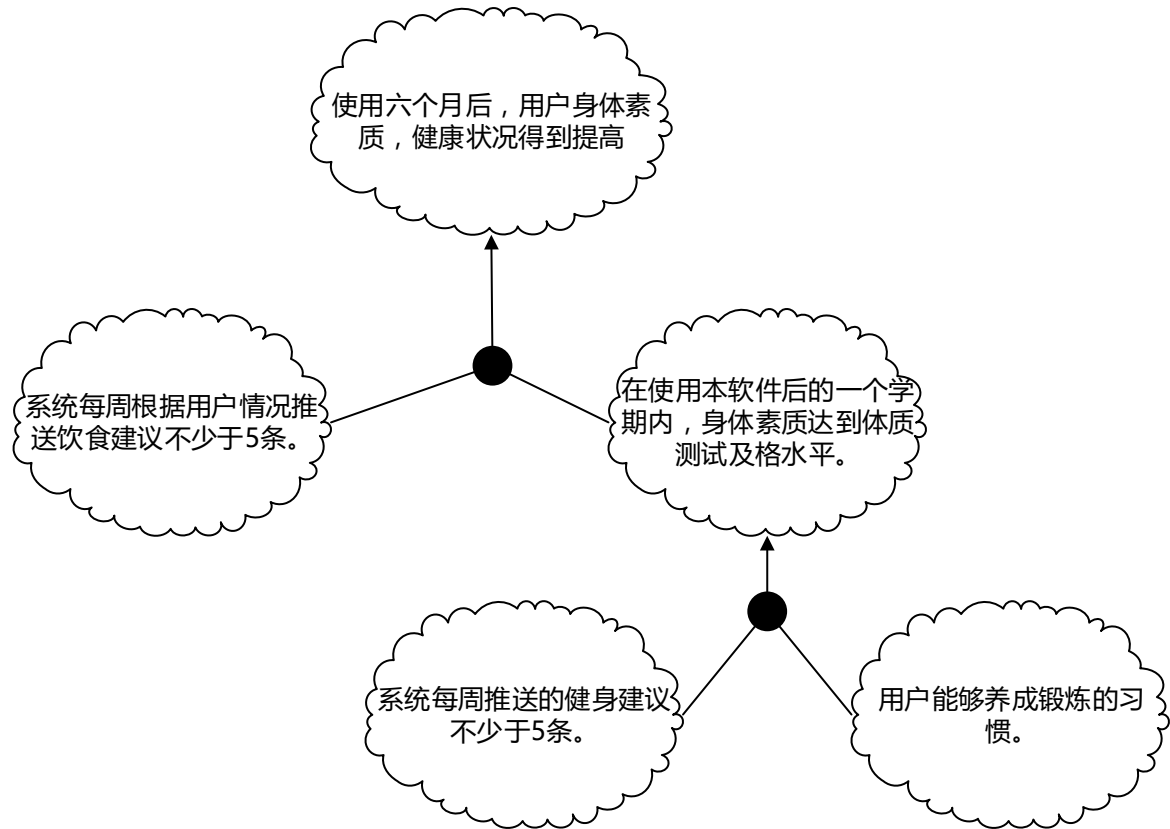 使用六个月后，用户身体素
质，健康状况得到提高
系统每周根据用户情况推
送饮食建议不少于5条。
在使用本软件后的一个学
期内，身体素质达到体质
测试及格水平。
系统每周推送的健身建议
不少于5条。
用户能够养成锻炼的习
惯。